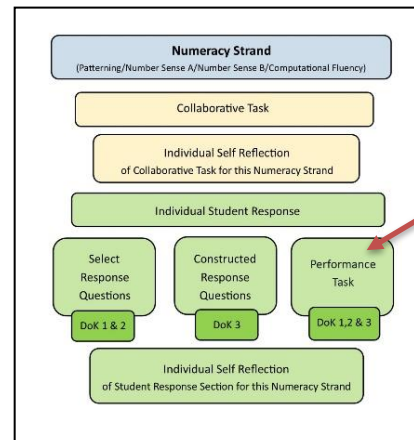 Numeracy Strand
(Patterning/Number Sense A/Number Sense B/Computational Fluency)
Collaborative Task
Individual Self Reflection
of Collaborative Task for this Numeracy Strand
Individual Student Response
Select
Response
Questions
DoK 1 & 2
Constructed
Response
Questions
DoK 3
Performance
Task
DoK 1,2 & 3
Individual Self Reflection
of Student Response Section for this Numeracy Strand